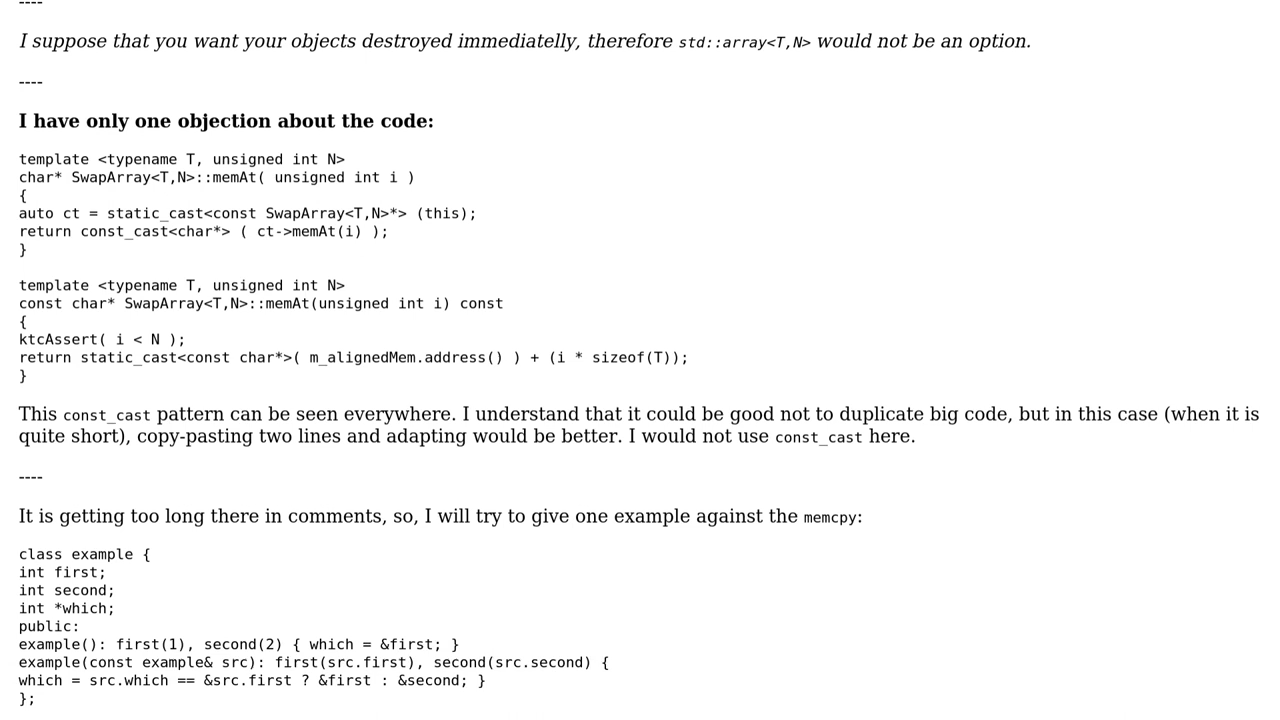 ----
I suppose that you want your objects destroyed immediatelly, therefore std::array<T,N> would not be an option.
----
I have only one objection about the code:
template <typename T, unsigned int N>
char* SwapArray<T,N>::memAt( unsigned int i )
{
auto ct = static_cast<const SwapArray<T,N>*> (this);
return const_cast<char*> ( ct->memAt(i) );
}
template <typename T, unsigned int N>
const char* SwapArray<T,N>::memAt(unsigned int i) const
{
ktcAssert( i < N );
return static_cast<const char*>( m_alignedMem.address() ) + (i * sizeof(T));
}
This const_cast pattern can be seen everywhere. I understand that it could be good not to duplicate big code, but in this case (when it is
quite short), copy-pasting two lines and adapting would be better. I would not use const_cast here.
----
It is getting too long there in comments, so, I will try to give one example against the memcpy:
class example {
int first;
int second;
int *which;
public:
example(): first(1), second(2) { which = &first; }
example(const example& src): first(src.first), second(src.second) {
which = src.which == &src.first ? &first : &second; }
};